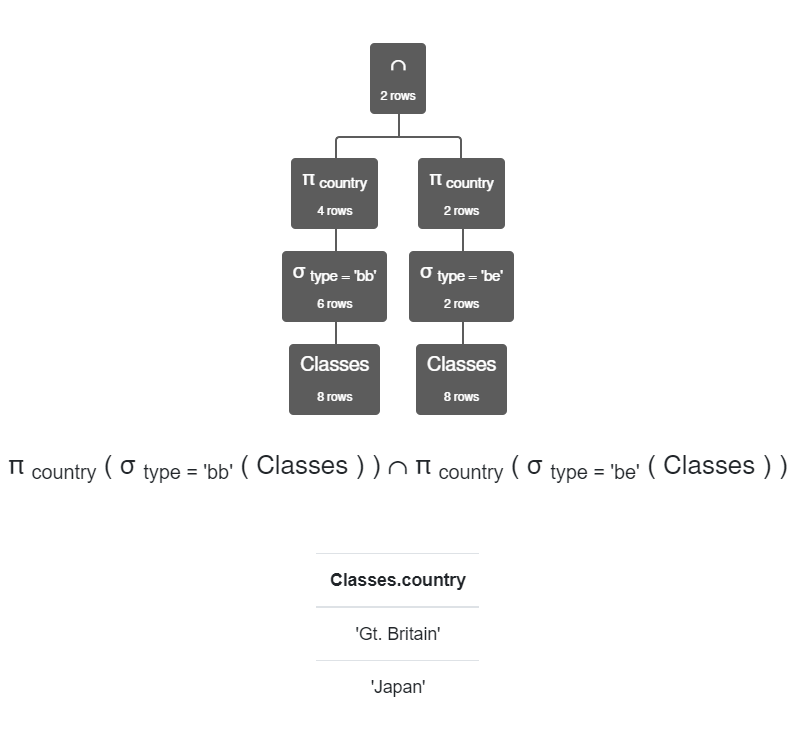 ∩
2 rows
π country π country
4 rows 2 rows
σ type = 'bb' σ type = 'be'
6 rows 2 rows
Classes Classes
8 rows 8 rows
π country ( σ type = 'bb' ( Classes ) ) ∩ π country ( σ type = 'be' ( Classes ) )
Classes.country
'Gt. Britain'
'Japan'